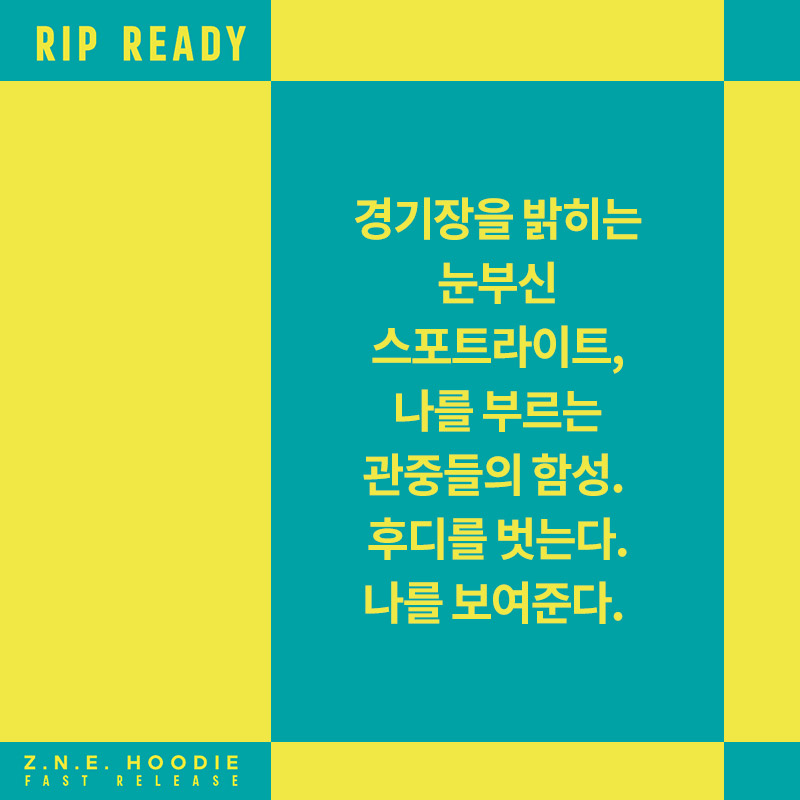 RIP READY
경기장을 밝히는
눈부신
스포트라이트,
나를 부르는
관중들의 함성.
후디를 벗는다.
나를 보여준다.
Z.N.E. HOODIE
FAST RELEASE